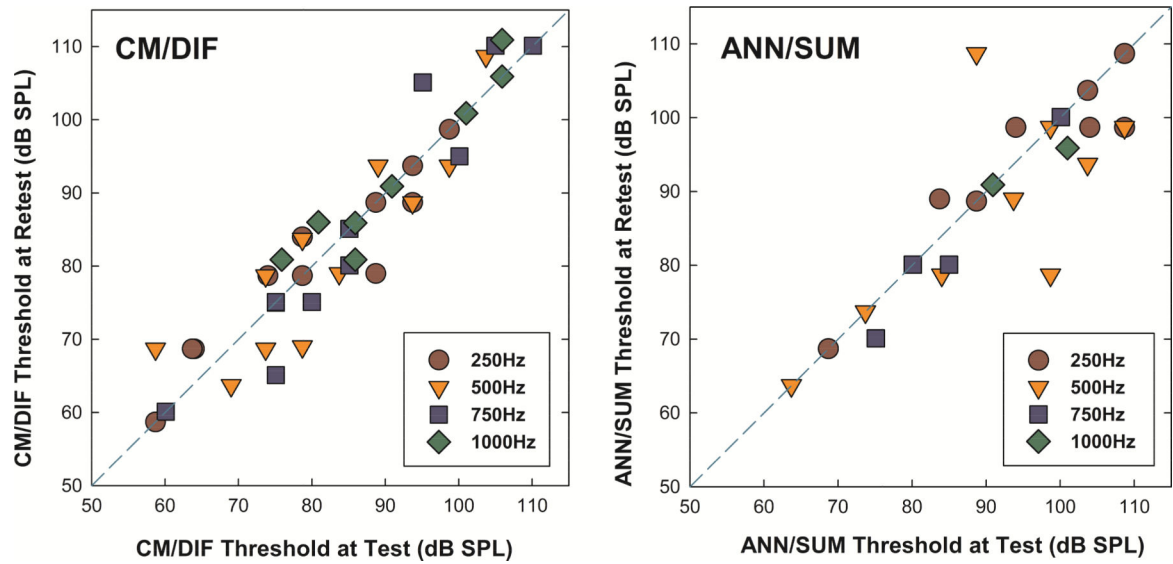 CM/DIF
CM/DIF Threshold at Retest (dB SPL)
110
100
90
80
70
60
50
250Hz
500Hz
750Hz
1000Hz
50 60 70 80 90 100 110
CM/DIF Threshold at Test (dB SPL)
ANN/SUM
ANN/SUM Threshold at Retest (dB SPL)
110
100
90
80
70
60
50
250Hz
500Hz
750Hz
1000Hz
50 60 70 80 90 100 110
ANN/SUM Threshold at Test (dB SPL)